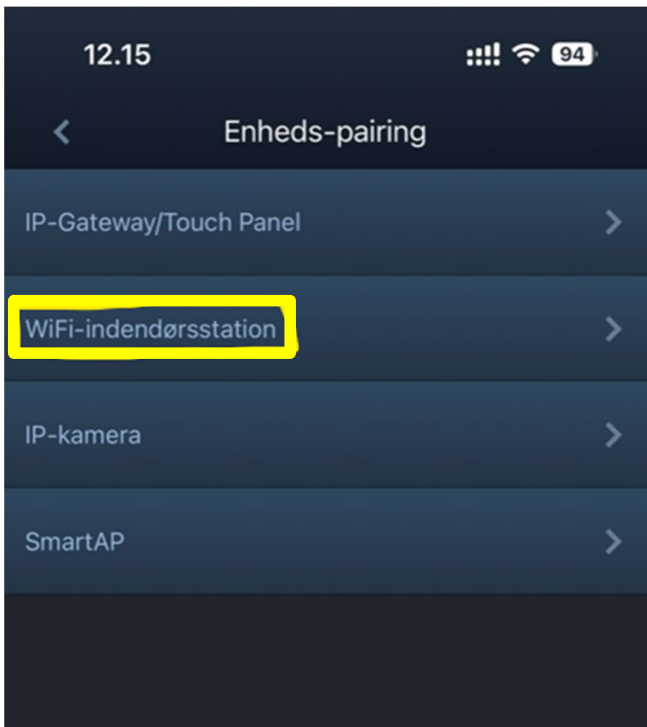 12.15
94
Enheds-pairing
IP-Gateway/Touch Panel
WiFi-indendørsstation
IP-kamera
SmartAP